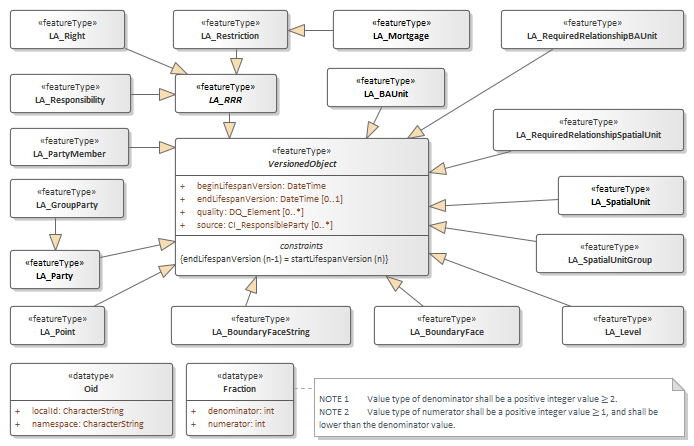 «featureType»
LA_Right
«featureType»
LA_Restriction
«featureType»
LA_Mortgage
«featureType»
LA_RequiredRelationshipBAUnit
«featureType»
LA_Responsibility
«featureType»
LA_RRR
«featureType»
LA_BAUnit
«featureType»
LA_PartyMember
«featureType»
LA_RequiredRelationshipSpatialUnit
«featureType»
VersionedObject
+ beginLifespanVersion: DateTime
+ endLifespanVersion: DateTime [0..1]
+ quality: DQ_Element [0..*]
+ source: CI_ResponsibleParty [0..*]
constraints
{endLifespanVersion (n-1) = startLifespanVersion (n)}
«featureType»
LA_GroupParty
«featureType»
LA_SpatialUnit
«featureType»
LA_Party
«featureType»
LA_SpatialUnitGroup
«featureType»
LA_Point
«featureType»
LA_BoundaryFaceString
«featureType»
LA_BoundaryFace
«featureType»
LA_Level
«datatype»
Oid
+ localId: CharacterString
+ namespace: CharacterString
«datatype»
Fraction
+ denominator: int
+ numerator: int
NOTE 1 Value type of denominator shall be a positive integer value ≥ 2.
NOTE 2 Value type of numerator shall be a positive integer value ≥ 1, and shall be
lower than the denominator value.